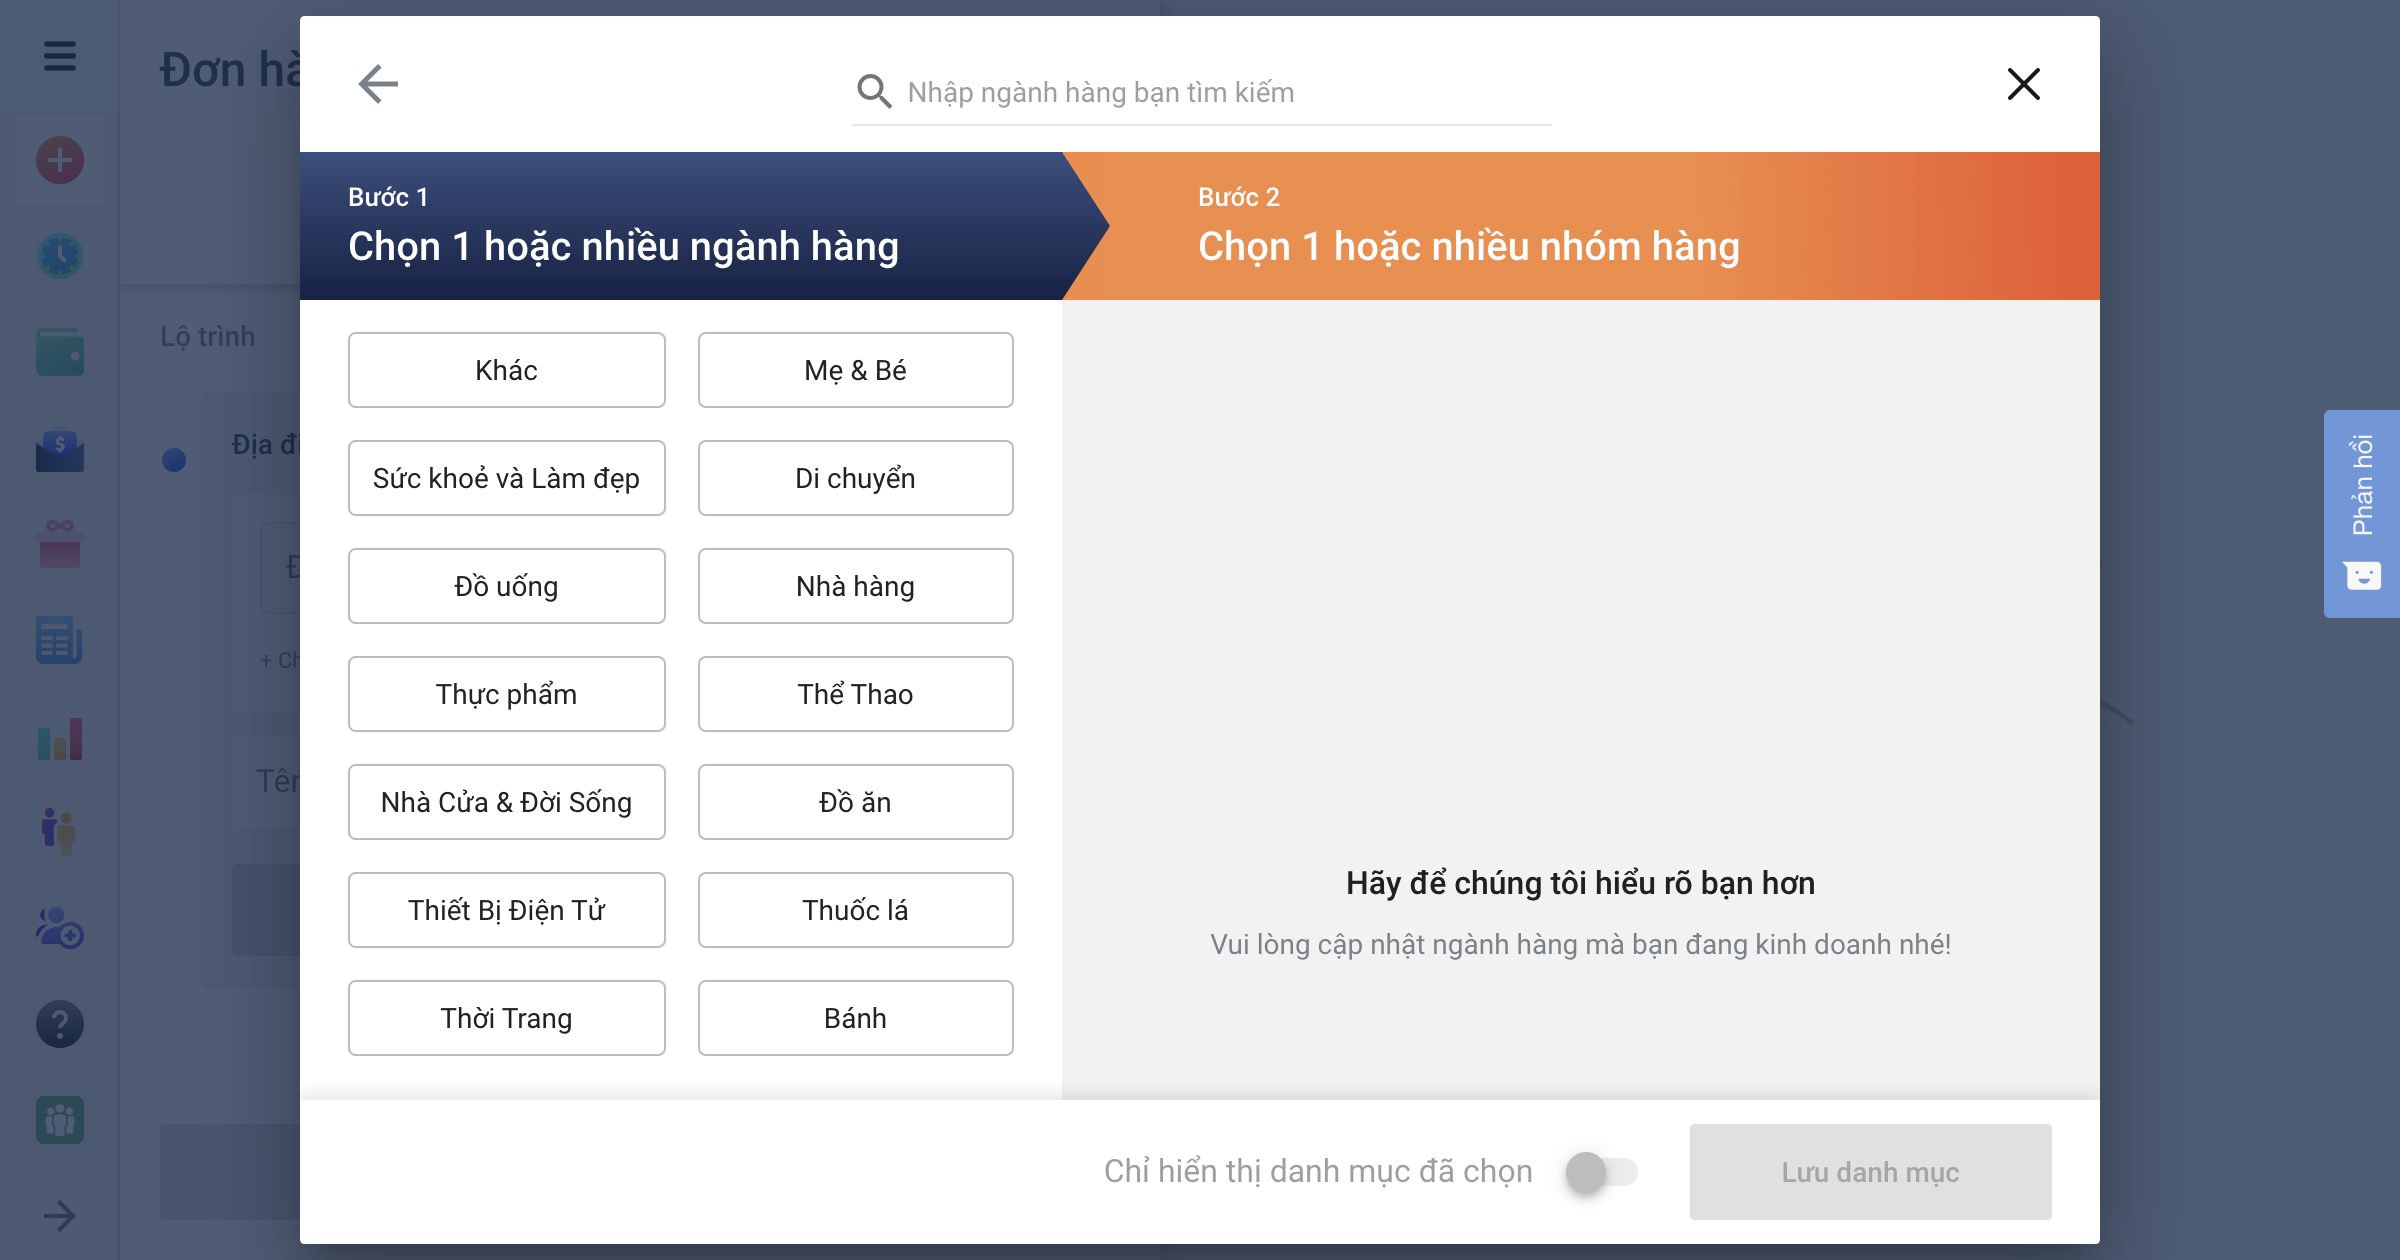 Đơn hà
Nhập ngành hàng bạn tìm kiếm
Bước 1
Chọn 1 hoặc nhiều ngành hàng
Bước 2
Chọn 1 hoặc nhiều nhóm hàng
Lộ trình
Địa đi
+ Ch
Tên
Khác
Mẹ & Bé
Sức khoẻ và Làm đẹp
Di chuyển
Đồ uống
Nhà hàng
Thực phẩm
Thể Thao
Nhà Cửa & Đời Sống
Đồ ăn
Thiết Bị Điện Tử
Thuốc lá
Thời Trang
Bánh
Hãy để chúng tôi hiểu rõ bạn hơn
Vui lòng cập nhật ngành hàng mà bạn đang kinh doanh nhé!
Chỉ hiển thị danh mục đã chọn
Lưu danh mục
Phản hồi